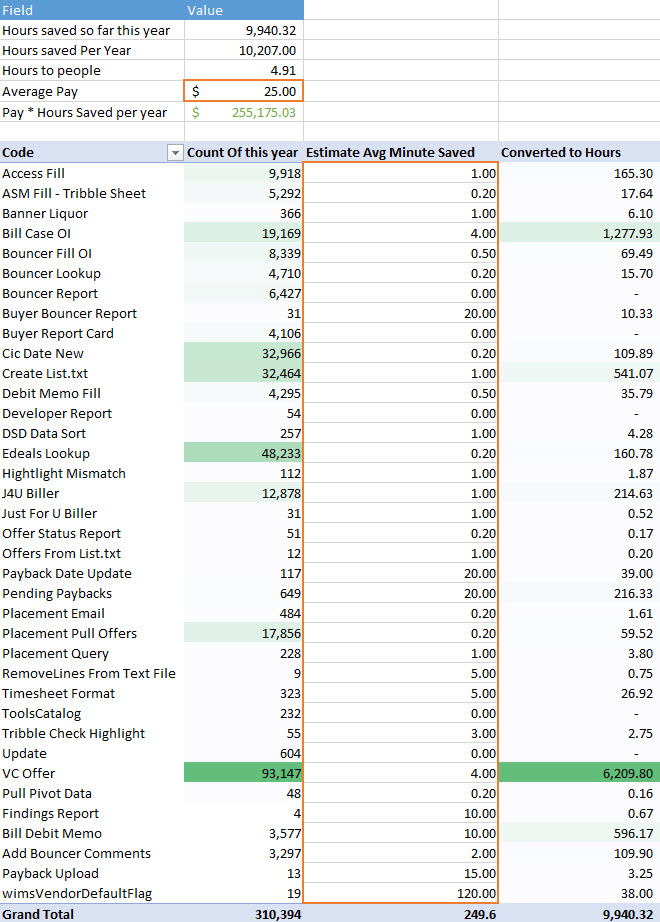 Field Value
Hours saved so far this year 9,940.32
Hours saved Per Year 10,207.00
Hours to people 4.91
Average Pay $ 25.00
Pay * Hours Saved per year $ 255,175.03
Code Count Of this year Estimate Avg Minute Saved Converted to Hours
Access Fill 9,918 1.00 165.30
ASM Fill - Tribble Sheet 5,292 0.20 17.64
Banner Liquor 366 1.00 6.10
Bill Case OI 19,169 4.00 1,277.93
Bouncer Fill OI 8,339 0.50 69.49
Bouncer Lookup 4,710 0.20 15.70
Bouncer Report 6,427 0.00 -
Buyer Bouncer Report 31 20.00 10.33
Buyer Report Card 4,106 0.00 -
Cic Date New 32,966 0.20 109.89
Create List.txt 32,464 1.00 541.07
Debit Memo Fill 4,295 0.50 35.79
Developer Report 54 0.00 -
DSD Data Sort 257 1.00 4.28
Edeals Lookup 48,233 0.20 160.78
Hightlight Mismatch 112 1.00 1.87
J4U Biller 12,878 1.00 214.63
Just For U Biller 31 1.00 0.52
Offer Status Report 51 0.20 0.17
Offers From List.txt 12 1.00 0.20
Payback Date Update 117 20.00 39.00
Pending Paybacks 649 20.00 216.33
Placement Email 484 0.20 1.61
Placement Pull Offers 17,856 0.20 59.52
Placement Query 228 1.00 3.80
RemoveLines From Text File 9 5.00 0.75
Timesheet Format 323 5.00 26.92
ToolsCatalog 232 0.00 -
Tribble Check Highlight 55 3.00 2.75
Update 604 0.00 -
VC Offer 93,147 4.00 6,209.80
Pull Pivot Data 48 0.20 0.16
Findings Report 4 10.00 0.67
Bill Debit Memo 3,577 10.00 596.17
Add Bouncer Comments 3,297 2.00 109.90
Payback Upload 13 15.00 3.25
wimsVendorDefaultFlag 19 120.00 38.00
Grand Total 310,394 249.6 9,940.32